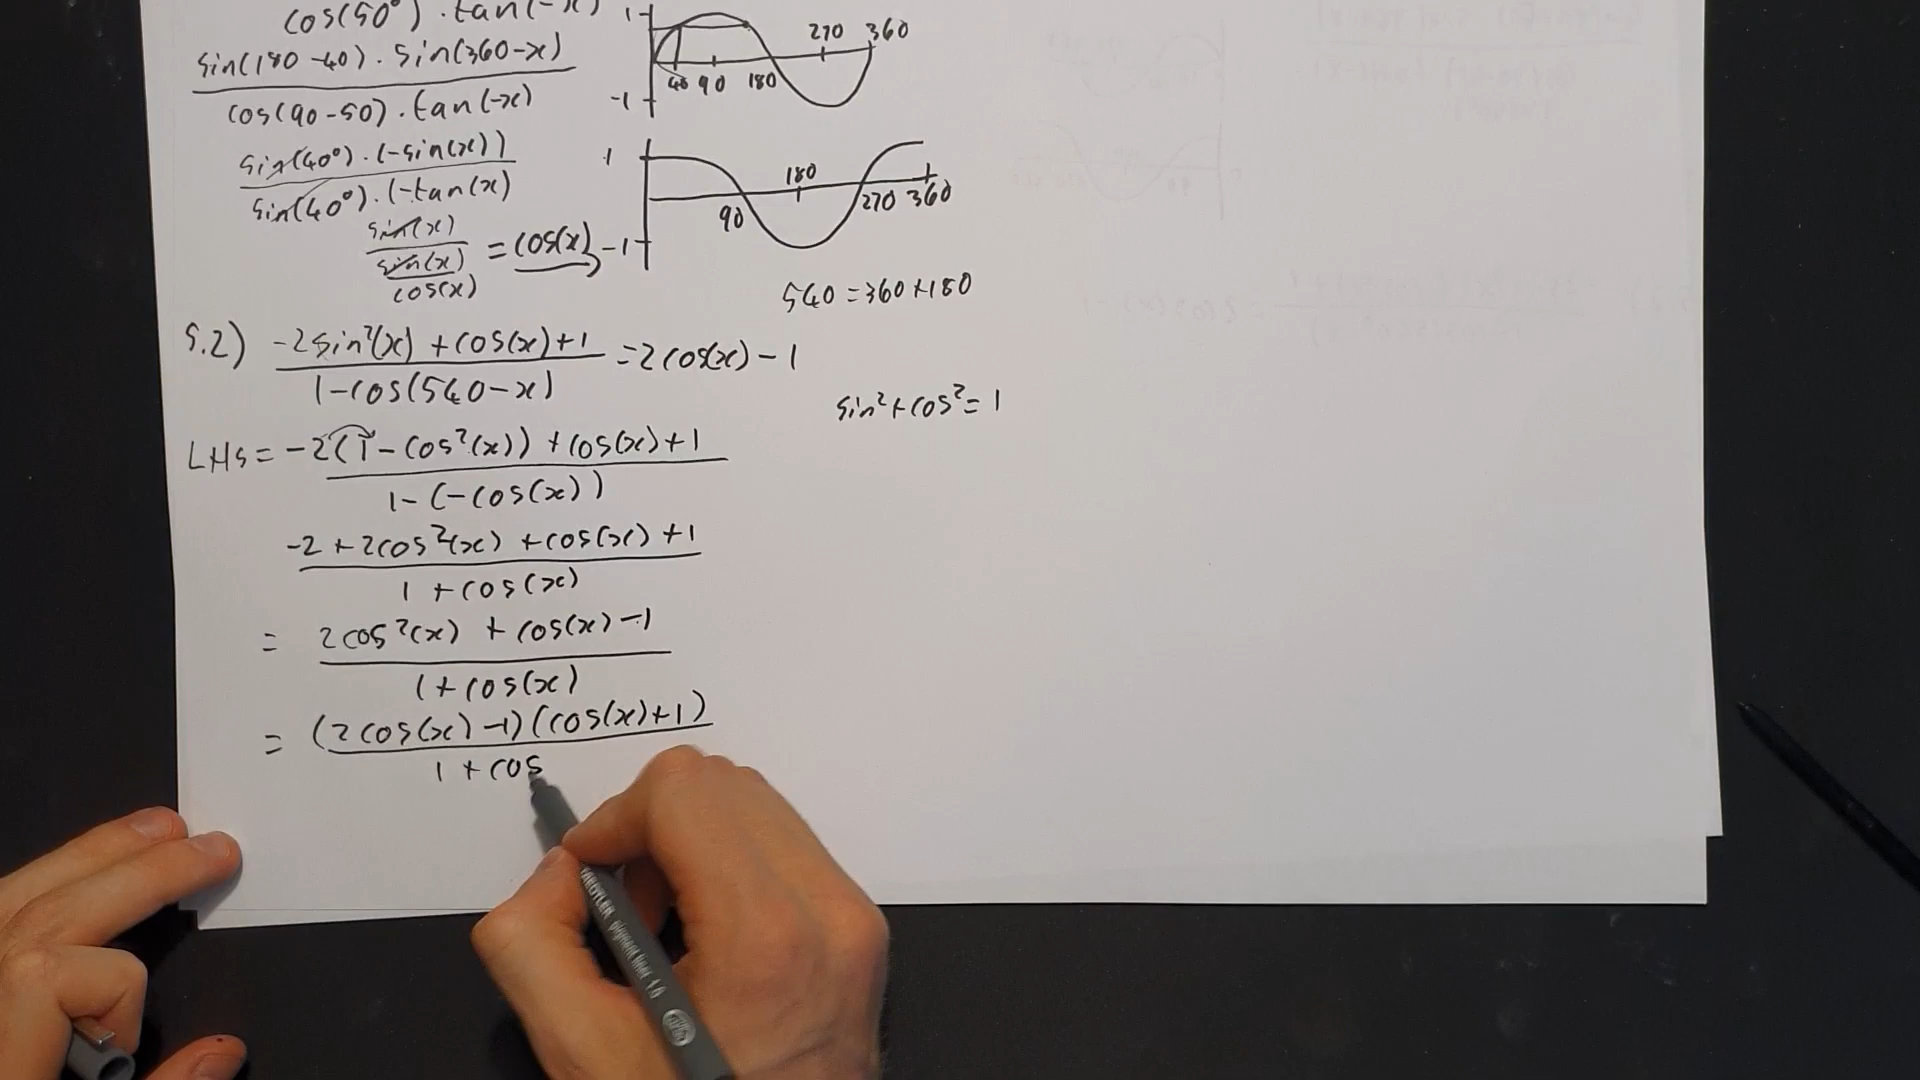 cos(50°) . tan(-x)
sin(180-40) . sin(360-x)
cos(90-50) . tan(-x)
sin(40°) . (-sin(x))
sin(40°) . (-tan(x)
sin(x)
sin(x)
cos(x)
= cos(x)
1
-1
40 90 180 270 360
1
-1
90 180 270 360
540 = 360+180
5.2) -2sin²(x) + cos(x)+1
1-cos(540-x)
= 2cos(x) - 1
sin²+cos² = 1
LHS = -2(1-cos²(x)) + cos(x)+1
1-(-cos(x))
-2 + 2cos²(x) + cos(x) + 1
1 + cos(x)
= 2cos²(x) + cos(x) - 1
1 + cos(x)
= (2cos(x) - 1)(cos(x)+1)
1 + cos
pigment liner 1.0